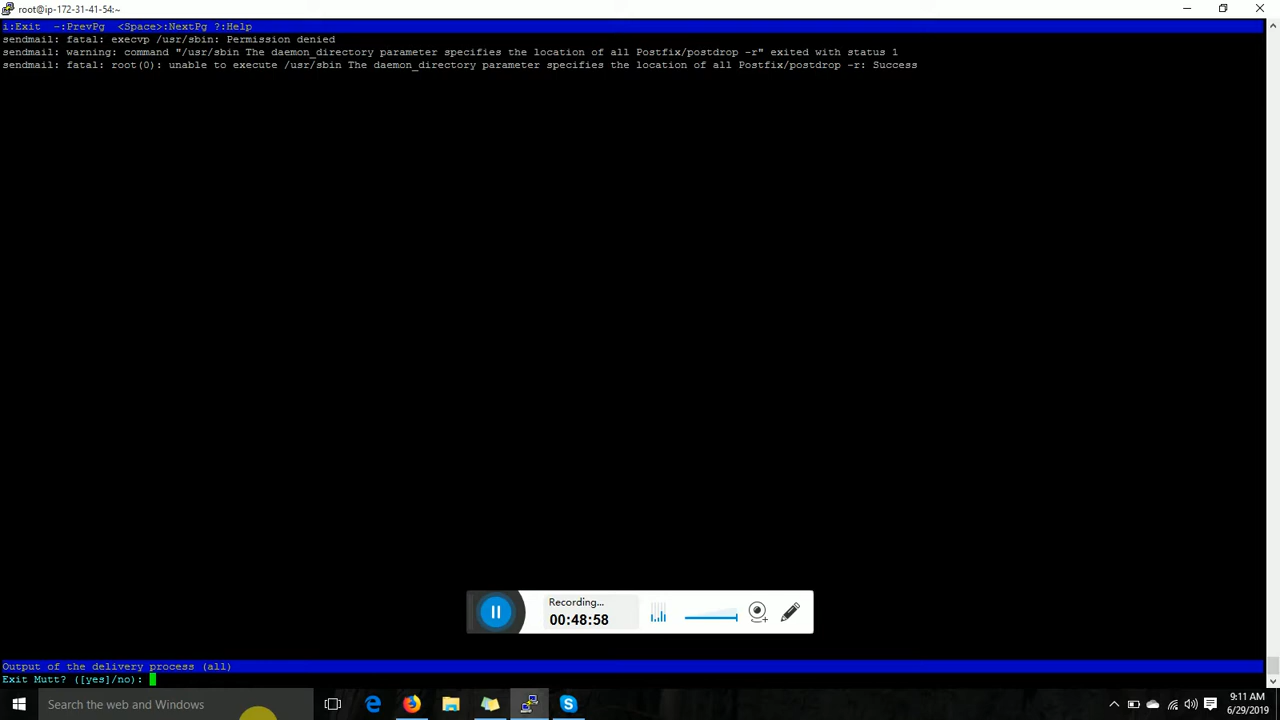 root@ip-172-31-41-54:~
i:Exit  -:PrevPg  <Space>:NextPg ?:Help
sendmail: fatal: execvp /usr/sbin: Permission denied
sendmail: warning: command "/usr/sbin The daemon_directory parameter specifies the location of all Postfix/postdrop -r" exited with status 1
sendmail: fatal: root(0): unable to execute /usr/sbin The daemon_directory parameter specifies the location of all Postfix/postdrop -r: Success
Recording...
00:48:58
Output of the delivery process (all)
Exit Mutt? ([yes]/no):
Search the web and Windows
9:11 AM
6/29/2019